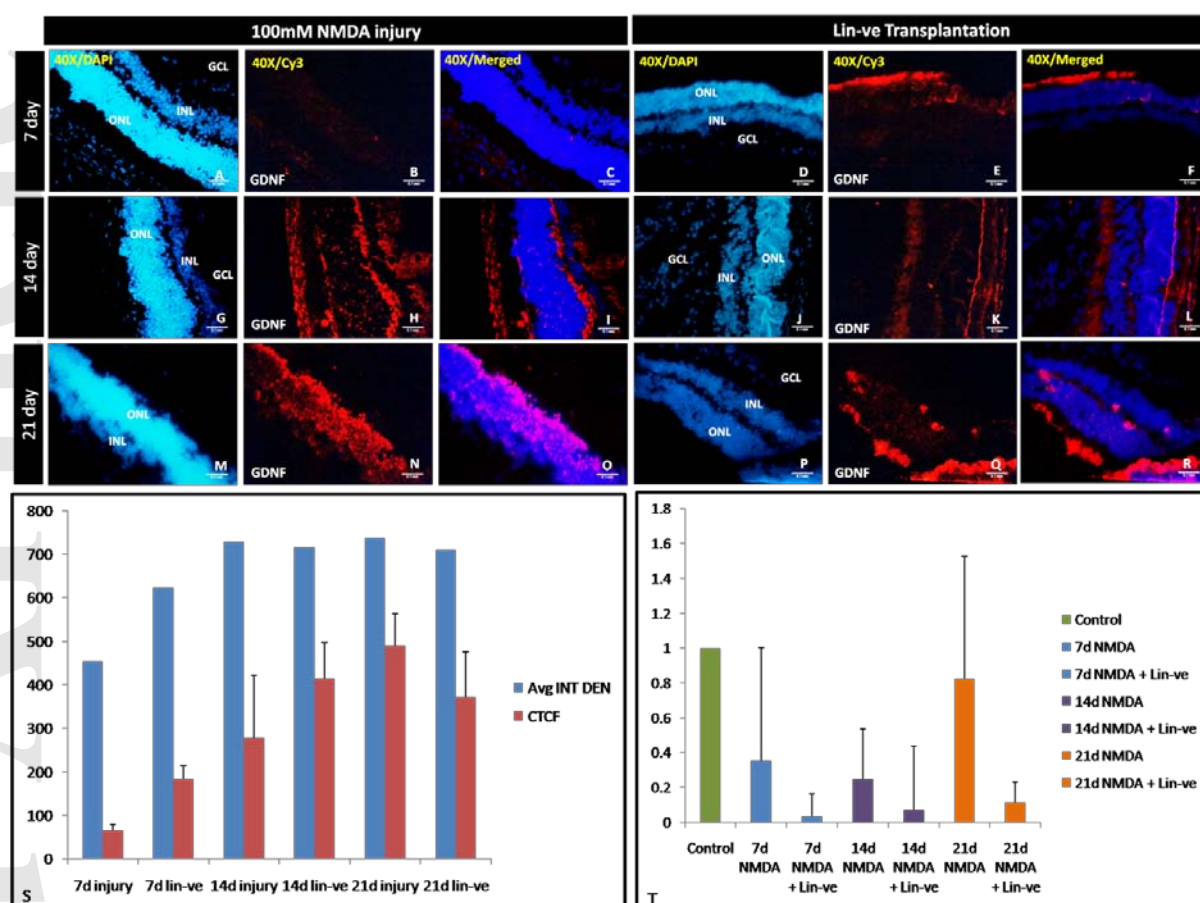 100mM NMDA injury
Lin-ve Transplantation
7 day
40X/DAPI
GCL
INL
ONL
A
40X/Cy3
GDNF
B
40X/Merged
C
40X/DAPI
ONL
INL
GCL
D
40X/Cy3
GDNF
E
40X/Merged
F
14 day
ONL
INL
GCL
G
GDNF
H
I
GCL
INL
ONL
J
GDNF
K
L
21 day
ONL
INL
M
GDNF
N
O
GCL
INL
ONL
P
GDNF
Q
R
800
700
600
500
400
300
200
100
0
7d injury 7d lin-ve 14d injury 14d lin-ve 21d injury 21d lin-ve
Avg INT DEN
CTCF
S
1.8
1.6
1.4
1.2
1
0.8
0.6
0.4
0.2
0
Control 7d 7d 14d 14d 21d 21d
NMDA NMDA NMDA NMDA NMDA NMDA
+ Lin-ve + Lin-ve + Lin-ve
Control
7d NMDA
7d NMDA + Lin-ve
14d NMDA
14d NMDA + Lin-ve
21d NMDA
21d NMDA + Lin-ve
T